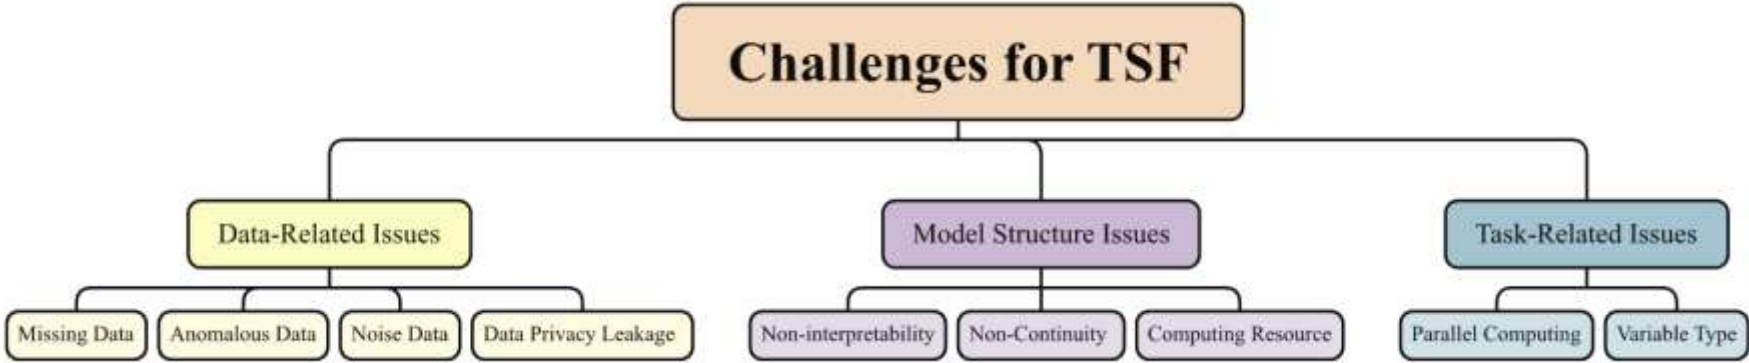 Challenges for TSF
Data-Related Issues
Model Structure Issues
Task-Related Issues
Missing Data
Anomalous Data
Noise Data
Data Privacy Leakage
Non-interpretability
Non-Continuity
Computing Resource
Parallel Computing
Variable Type